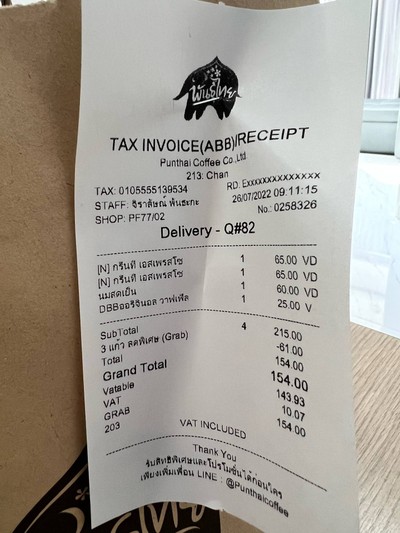 พันธุ์ไทย
TAX INVOICE(ABB)/RECEIPT
Punthai Coffee Co.,Ltd.
213: Chan
TAX: 0105555139534
RD: Exxxxxxxxxxxxxx
STAFF: จิราลักษณ์ พันธะกะ
26/07/2022 09:11:15
SHOP: PF77/02
No.: 0258326
Delivery - Q#82
[N] กรีนที เอสเพรสโซ 1 65.00 VD
[N] กรีนที เอสเพรสโซ 1 65.00 VD
นมสดเย็น 1 60.00 VD
DBBออริจินอล วาฟเฟิล 1 25.00 V
SubTotal 4 215.00
3 แก้ว ลดพิเศษ (Grab) -61.00
Total 154.00
Grand Total 154.00
Vatable 143.93
VAT 10.07
GRAB 154.00
203
VAT INCLUDED
Thank You
รับสิทธิพิเศษและโปรโมชั่นได้ก่อนใคร
เพียงเพิ่มเพื่อน LINE : @Punthaicoffee